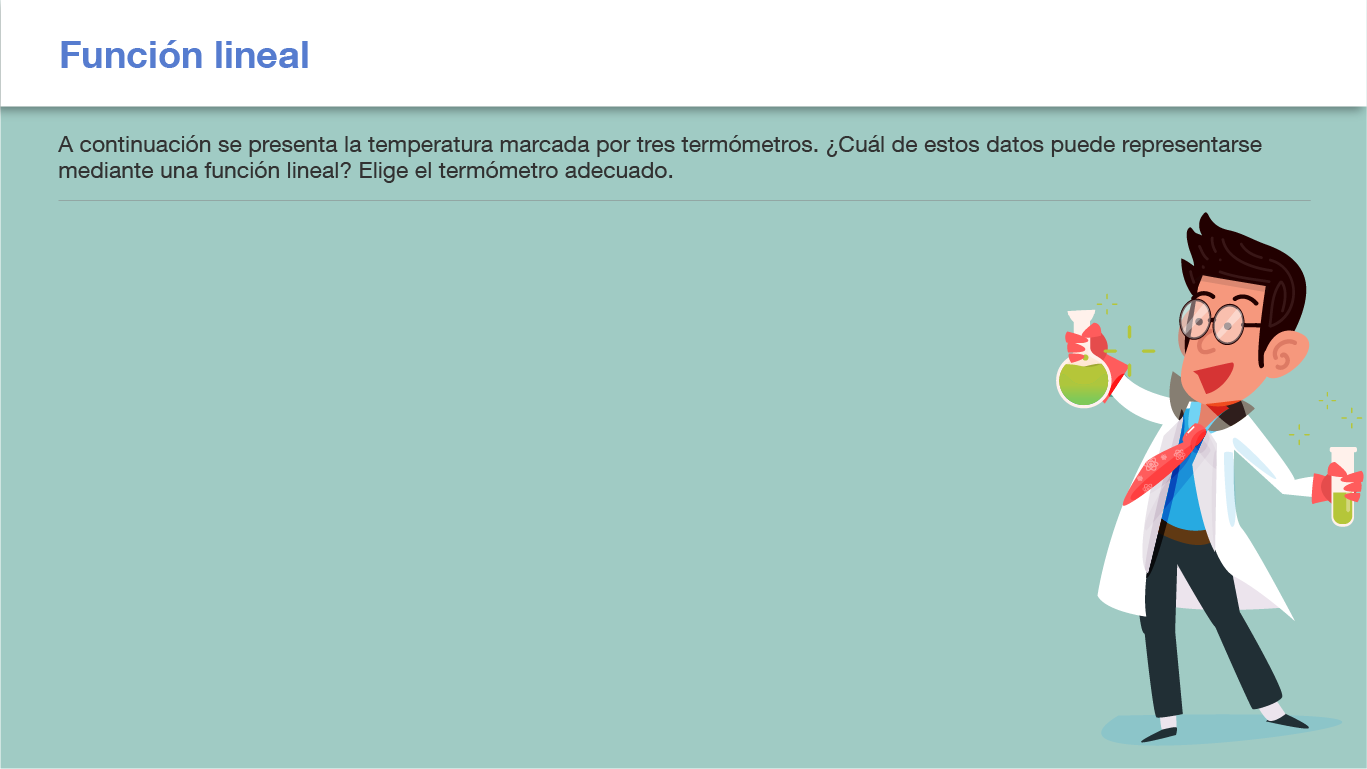 Función lineal
A continuación se presenta la temperatura marcada por tres termómetros. ¿Cuál de estos datos puede representarse
mediante una función lineal? Elige el termómetro adecuado.